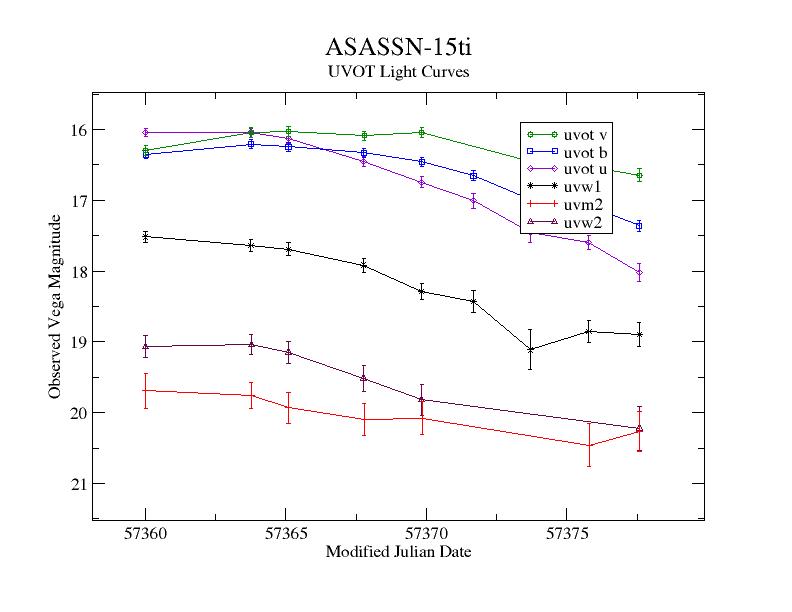 ASASSN-15ti
UVOT Light Curves
Observed Vega Magnitude
16
17
18
19
20
21
uvot v
uvot b
uvot u
uvw1
uvm2
uvw2
57360 57365 57370 57375
Modified Julian Date